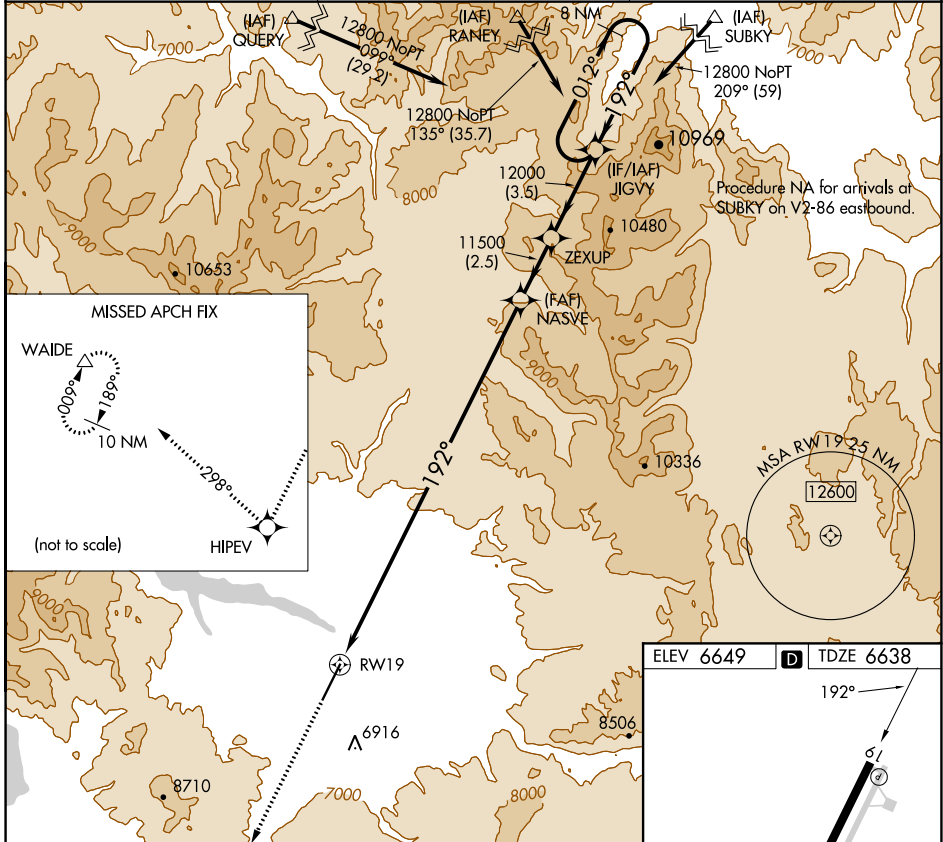 (IAF)
QUERY
7000
12800 NoPT
099°
(29.2)
(IAF)
RANEY
12800 NoPT
135° (35.7)
8 NM
012°
192°
(IAF)
SUBKY
7000
12800 NoPT
209° (59)
8000
10969
(IF/IAF)
JIGVY
12000
(3.5)
Procedure NA for arrivals at
SUBKY on V2-86 eastbound.
9000
10480
11500
(2.5)
ZEXUP
10653
(FAF)
NASVE
MISSED APCH FIX
WAIDE
009°
189°
10 NM
298°
HIPEV
(not to scale)
9000
192°
10336
MSA RW 19 25 NM
12600
9000
RW19
6916
8506
8710
7000
8000
ELEV 6649
D
TDZE 6638
192°
19